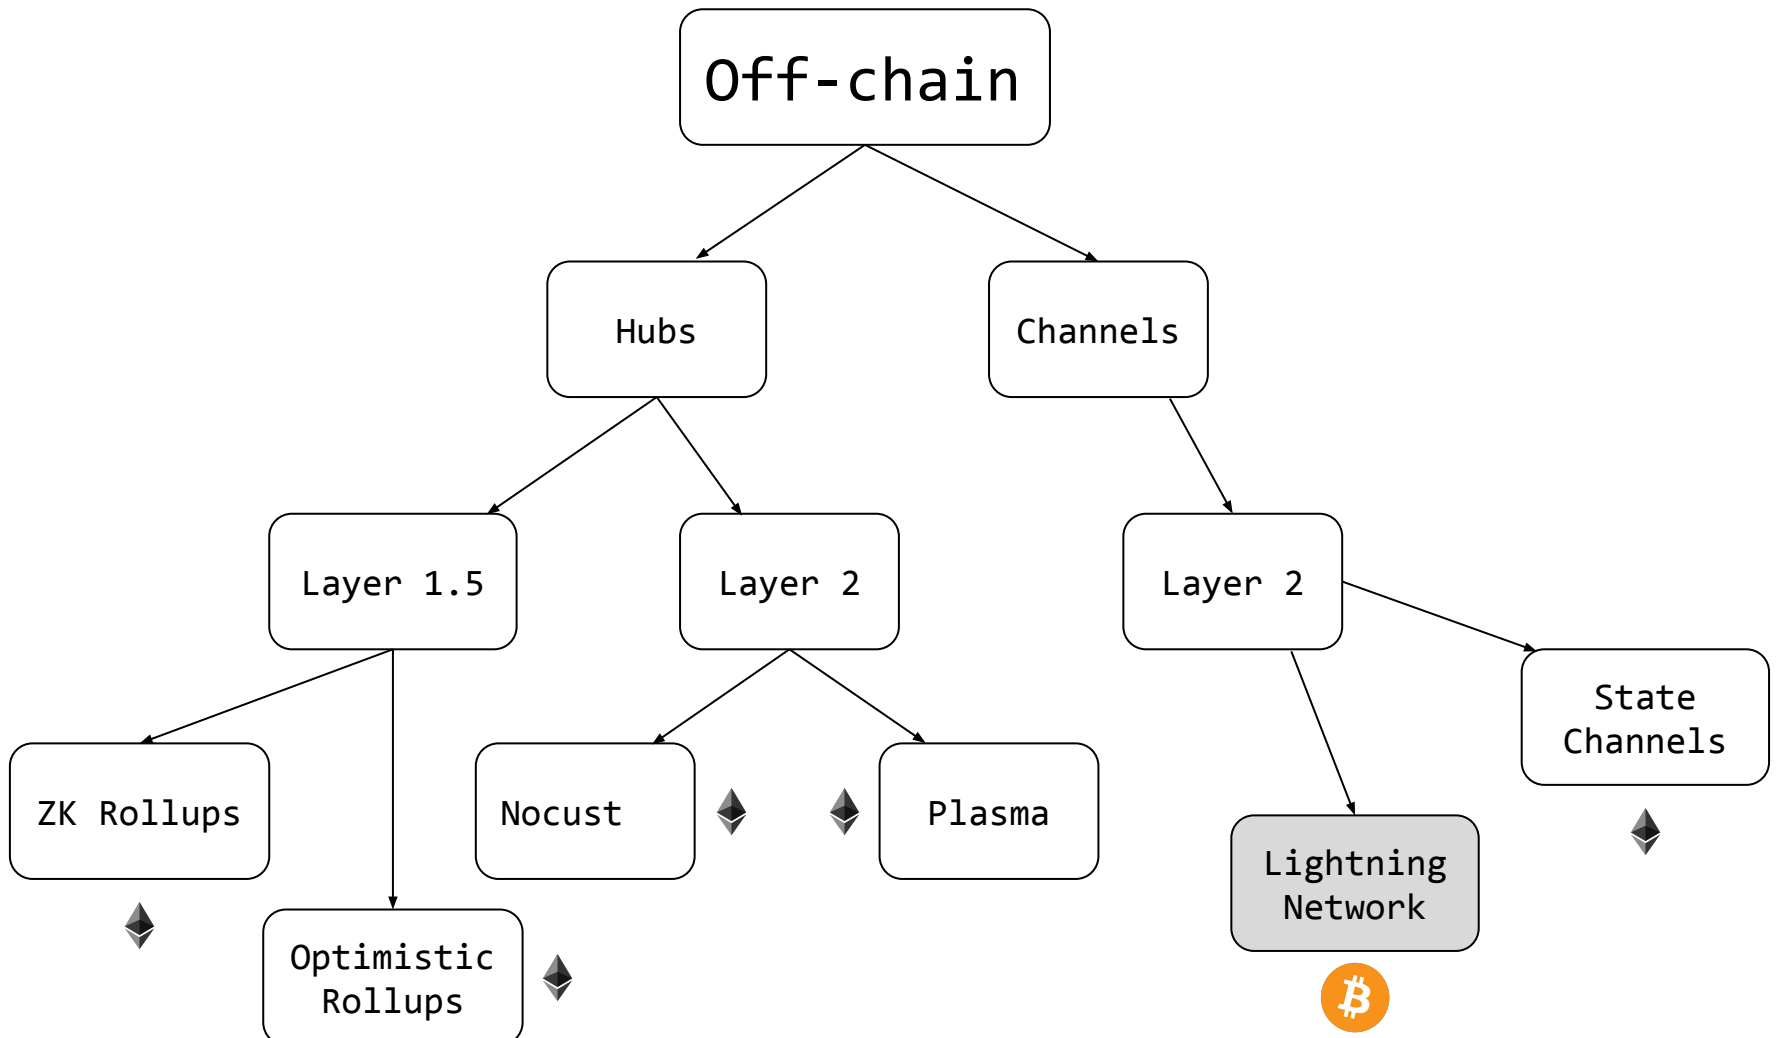 Off-chain
Hubs
Channels
Layer 1.5
Layer 2
Layer 2
State
Channels
ZK Rollups
Nocust
Plasma
Lightning
Network
Optimistic
Rollups